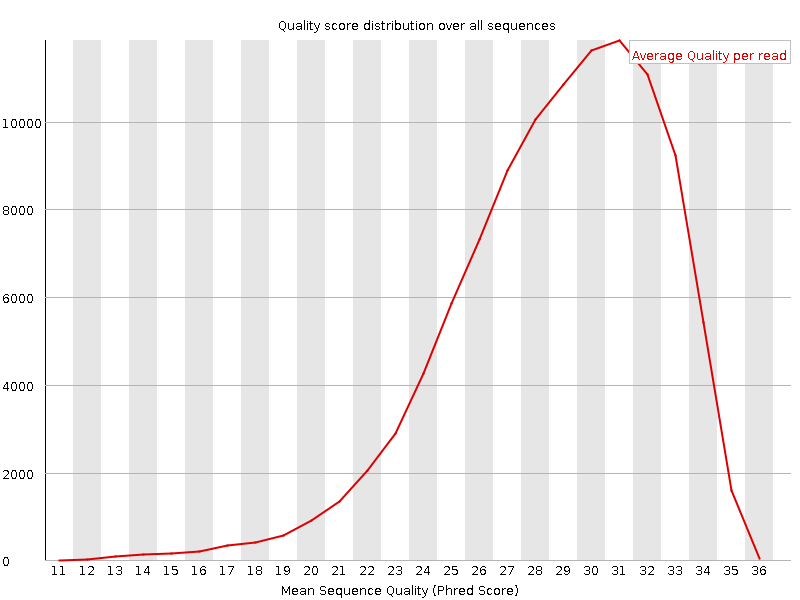 Quality score distribution over all sequences
Average Quality per read
10000
8000
6000
4000
2000
0
11 12 13 14 15 16 17 18 19 20 21 22 23 24 25 26 27 28 29 30 31 32 33 34 35 36
Mean Sequence Quality (Phred Score)